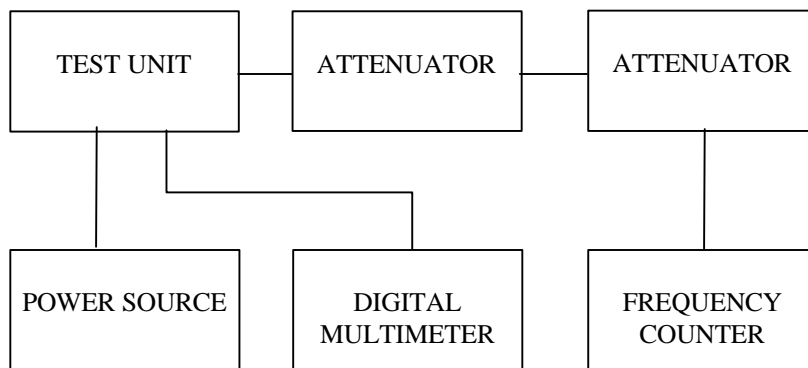 TEST UNIT
ATTENUATOR
ATTENUATOR
POWER SOURCE
DIGITAL
MULTIMETER
FREQUENCY
COUNTER